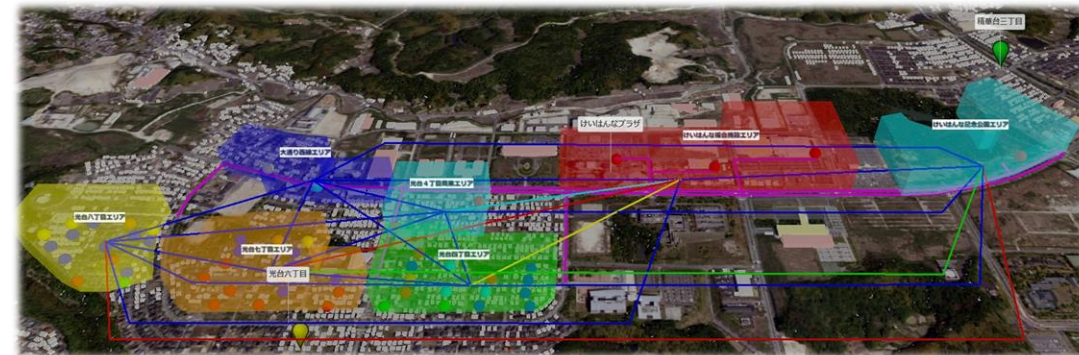 精華台三丁目
けいはんなプラザ
けいはんな複合施設エリア
けいはんな記念公園エリア
大通り西端エリア
光台４丁目商業エリア
光台八丁目エリア
光台七丁目エリア
光台四丁目エリア
光台六丁目